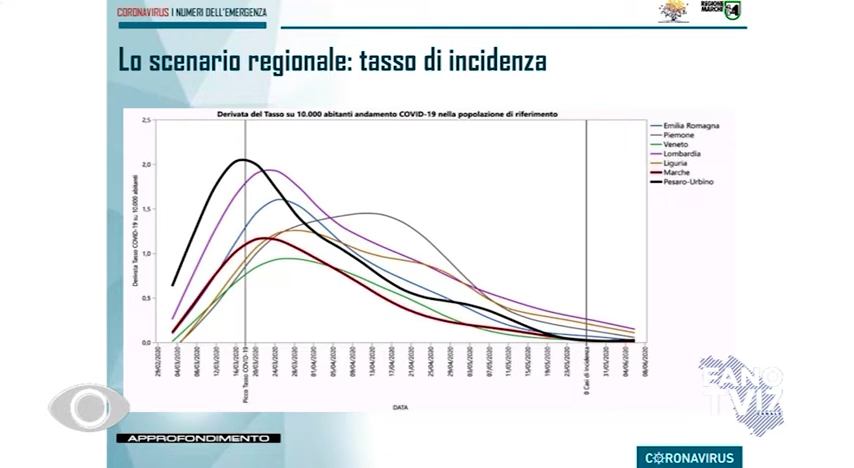 CORONAVIRUS I NUMERI DELL'EMERGENZA
REGIONE
MARCHE
Lo scenario regionale: tasso di incidenza
Derivata del Tasso su 10.000 abitanti andamento COVID-19 nella popolazione di riferimento
Derivata Tasso COVID-19 su 10.000 abitanti
2,5
2,0
1,5
1,0
0,5
0,0
Emilia Romagna
Piemone
Veneto
Lombardia
Liguria
Marche
Pesaro-Urbino
29/02/2020
04/03/2020
08/03/2020
12/03/2020
16/03/2020
Picco Tasso COVID-19
20/03/2020
24/03/2020
28/03/2020
01/04/2020
05/04/2020
09/04/2020
13/04/2020
17/04/2020
21/04/2020
25/04/2020
29/04/2020
03/05/2020
07/05/2020
11/05/2020
15/05/2020
19/05/2020
23/05/2020
0 Casi di Incidenza
31/05/2020
04/06/2020
08/06/2020
DATA
FANO
TV
CANALE
APPROFONDIMENTO
CORONAVIRUS